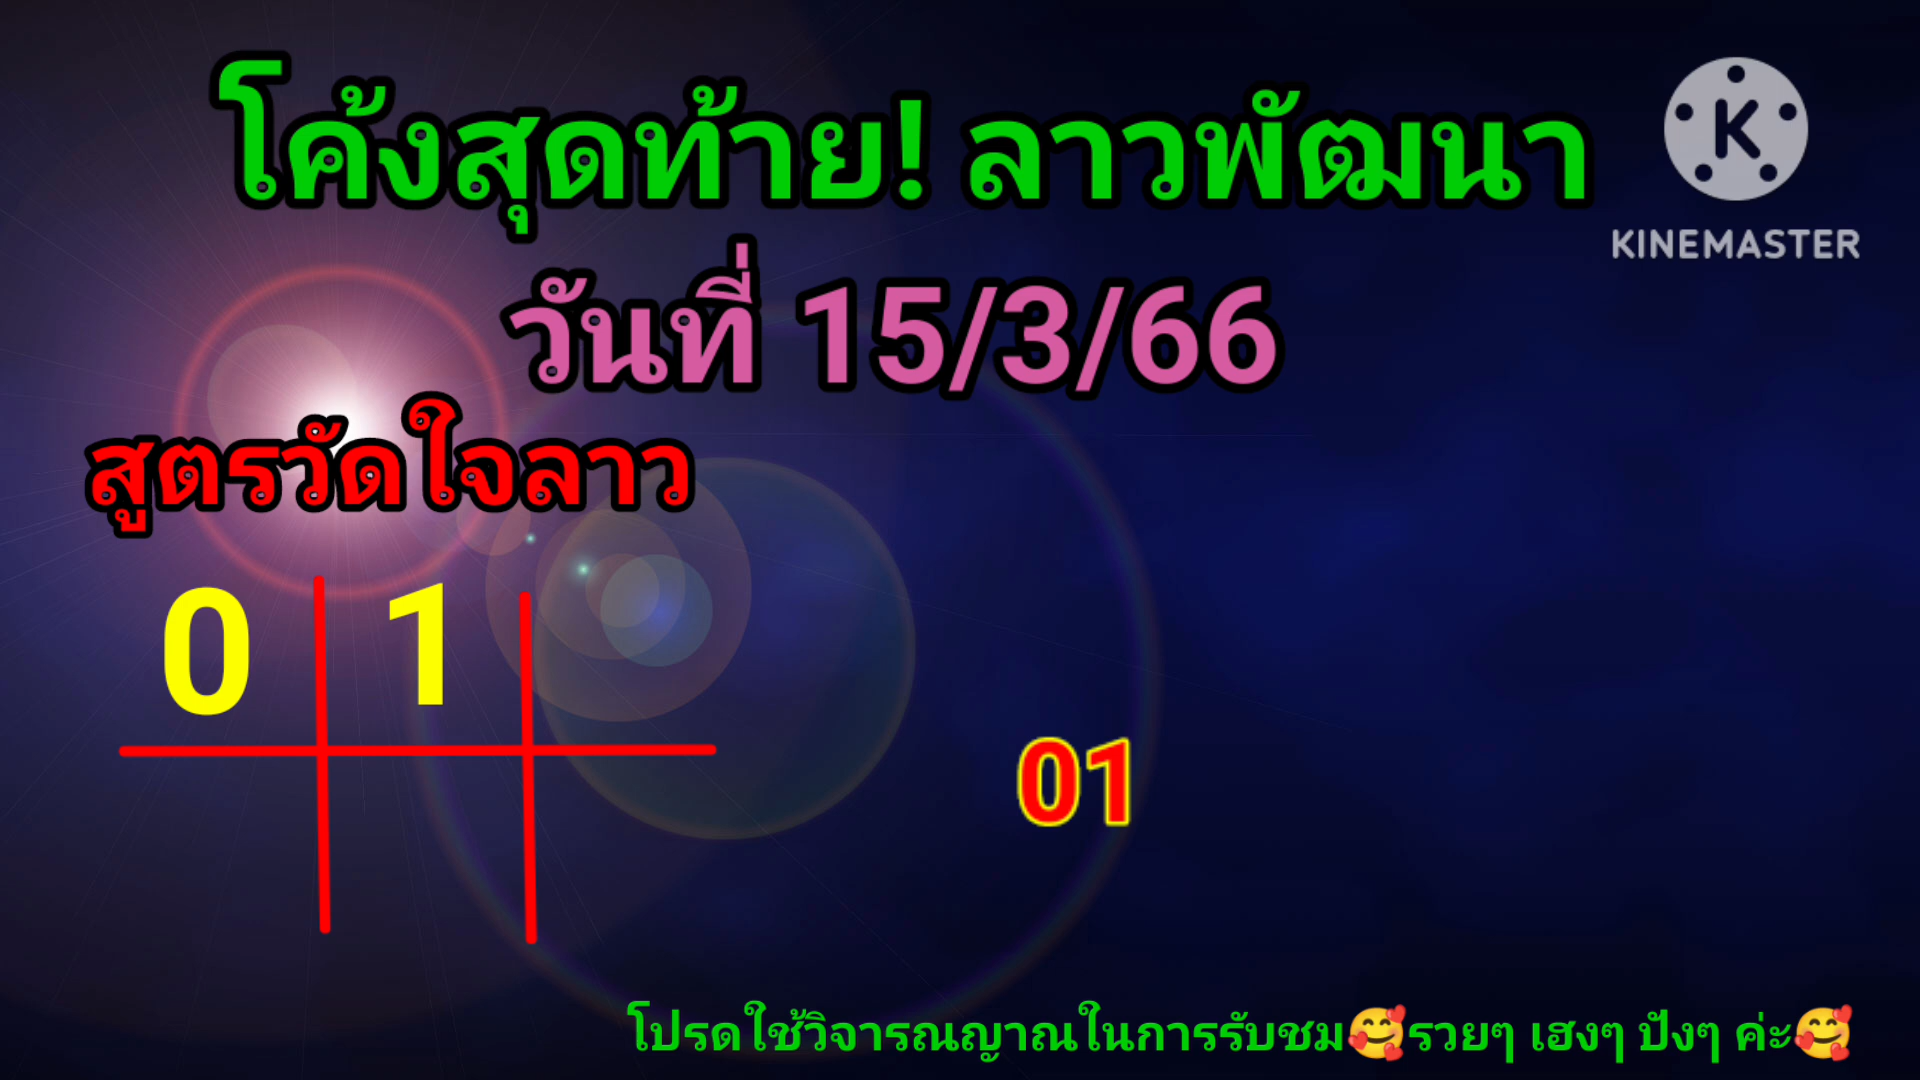 โค้งสุดท้าย! ลาวพัฒนา
KINEMASTER
วันที่ 15/3/66
สูตรวัดใจลาว
0 1
01
โปรดใช้วิจารณญาณในการรับชม🥰รวยๆ เฮงๆ ปังๆ ค่ะ🥰